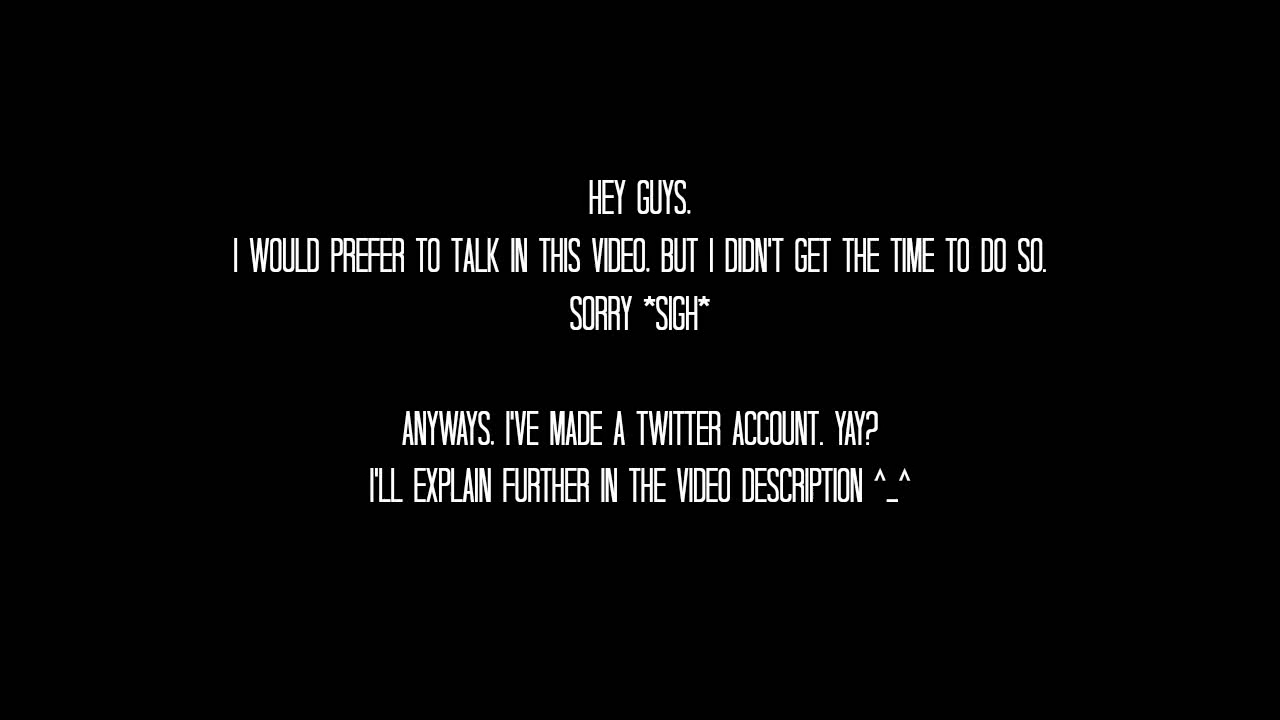 HEY GUYS.
I WOULD PREFER TO TALK IN THIS VIDEO. BUT I DIDN'T GET THE TIME TO DO SO.
SORRY *SIGH*
ANYWAYS. I'VE MADE A TWITTER ACCOUNT. YAY?
I'LL EXPLAIN FURTHER IN THE VIDEO DESCRIPTION ^_^